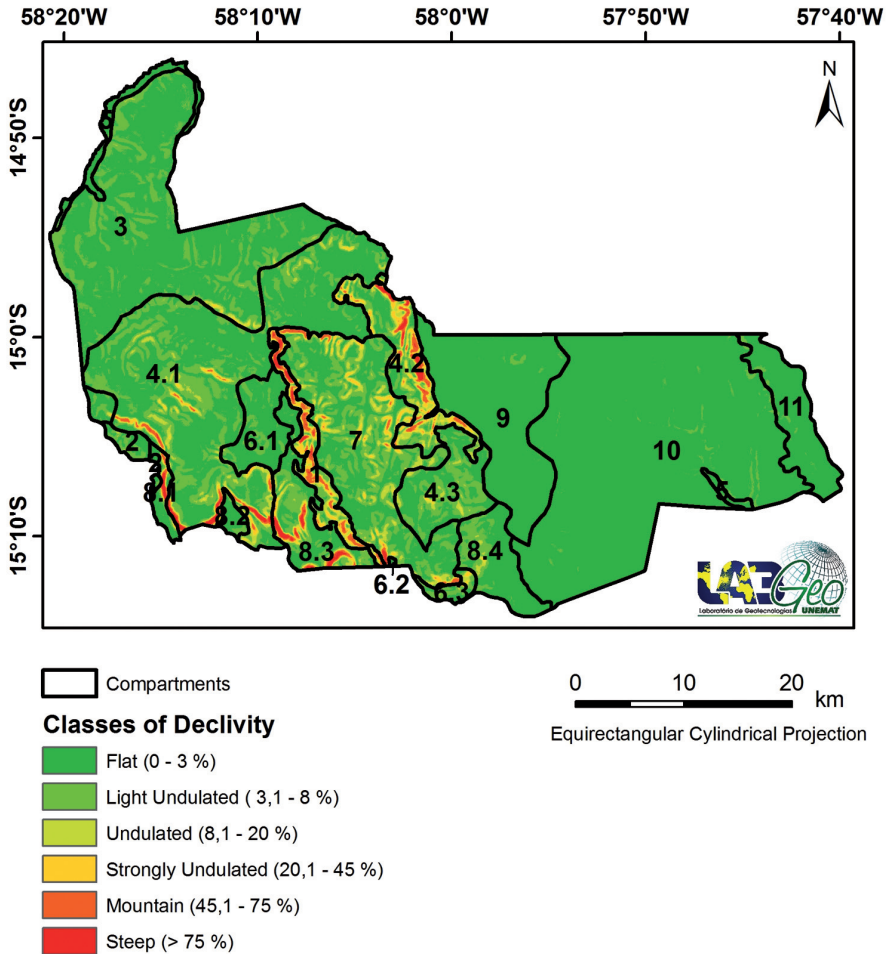 58°20'W 58°10'W 58°0'W 57°50'W 57°40'W
N
14°50'S
15°0'S
15°10'S
5
3
4.1
4.2
2
2
6.1
7
9
10
11
8.1
8.2
4.3
5
1
8.3
8.4
6.2
6.3
LABGeo
UNEMAT
Laboratório de Geotecnologias
Compartments
0 10 20 km
Equirectangular Cylindrical Projection
Classes of Declivity
Flat (0 - 3 %)
Light Undulated ( 3,1 - 8 %)
Undulated (8,1 - 20 %)
Strongly Undulated (20,1 - 45 %)
Mountain (45,1 - 75 %)
Steep (> 75 %)